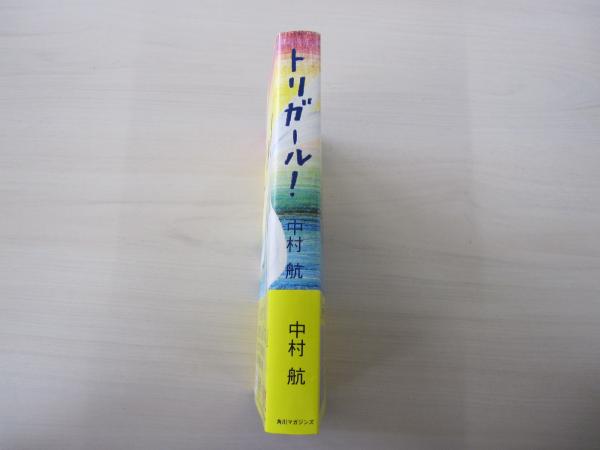 トリガール！
中村 航
中村 航
角川マガジンズ